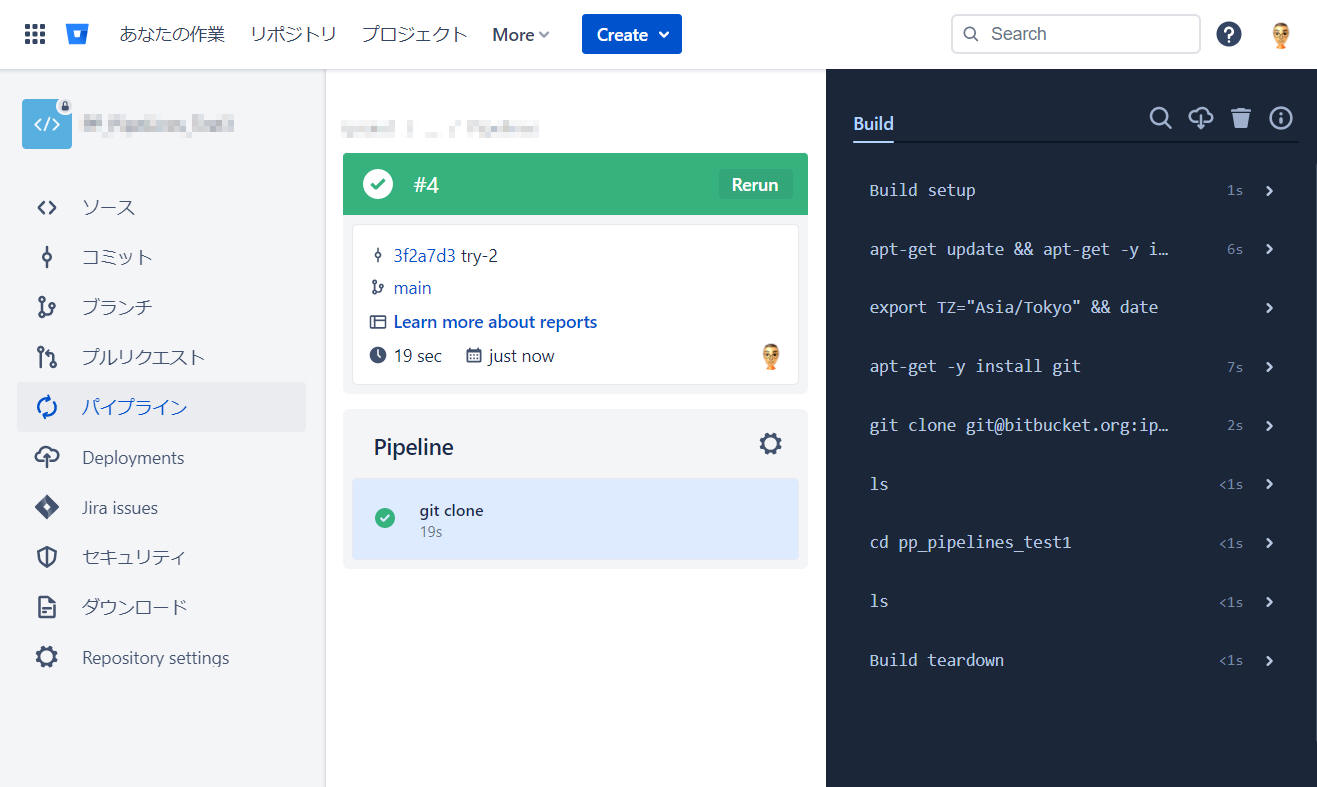 あなたの作業 リポジトリ プロジェクト More Create Search ?
</>
ソース
コミット
ブランチ
プルリクエスト
パイプライン
Deployments
Jira issues
セキュリティ
ダウンロード
Repository settings
#4 Rerun
3f2a7d3 try-2
main
Learn more about reports
19 sec just now
Pipeline
git clone
19s
Build
Build setup 1s
apt-get update && apt-get -y i… 6s
export TZ="Asia/Tokyo" && date
apt-get -y install git 7s
git clone git@bitbucket.org:ip… 2s
ls <1s
cd pp_pipelines_test1 <1s
ls <1s
Build teardown <1s